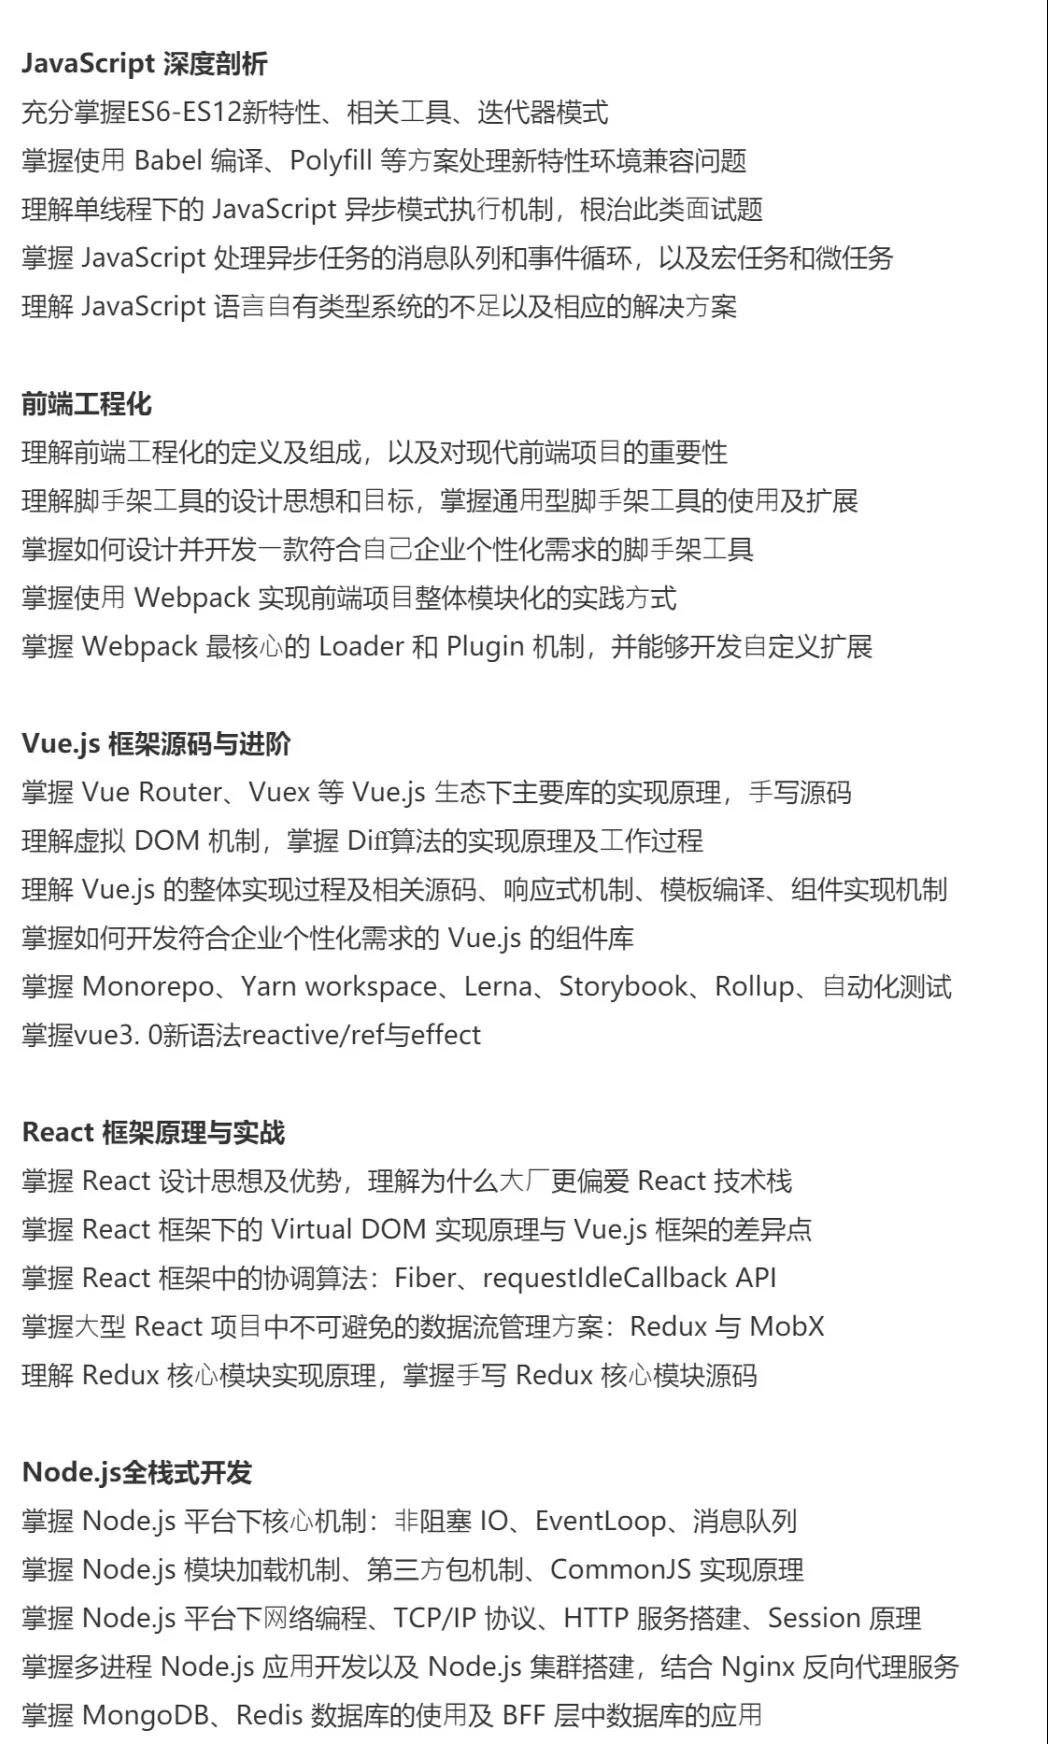 JavaScript 深度剖析
充分掌握ES6-ES12新特性、相关工具、迭代器模式
掌握使用 Babel 编译、Polyfill 等方案处理新特性环境兼容问题
理解单线程下的 JavaScript 异步模式执行机制，根治此类面试题
掌握 JavaScript 处理异步任务的消息队列和事件循环，以及宏任务和微任务
理解 JavaScript 语言自有类型系统的不足以及相应的解决方案
前端工程化
理解前端工程化的定义及组成，以及对现代前端项目的重要性
理解脚手架工具的设计思想和目标，掌握通用型脚手架工具的使用及扩展
掌握如何设计并开发一款符合自己企业个性化需求的脚手架工具
掌握使用 Webpack 实现前端项目整体模块化的实践方式
掌握 Webpack 最核心的 Loader 和 Plugin 机制，并能够开发自定义扩展
Vue.js 框架源码与进阶
掌握 Vue Router、Vuex 等 Vue.js 生态下主要库的实现原理，手写源码
理解虚拟 DOM 机制，掌握 Diff算法的实现原理及工作过程
理解 Vue.js 的整体实现过程及相关源码、响应式机制、模板编译、组件实现机制
掌握如何开发符合企业个性化需求的 Vue.js 的组件库
掌握 Monorepo、Yarn workspace、Lerna、Storybook、Rollup、自动化测试
掌握vue3. 0新语法reactive/ref与effect
React 框架原理与实战
掌握 React 设计思想及优势，理解为什么大厂更偏爱 React 技术栈
掌握 React 框架下的 Virtual DOM 实现原理与 Vue.js 框架的差异点
掌握 React 框架中的协调算法：Fiber、requestIdleCallback API
掌握大型 React 项目中不可避免的数据流管理方案：Redux 与 MobX
理解 Redux 核心模块实现原理，掌握手写 Redux 核心模块源码
Node.js全栈式开发
掌握 Node.js 平台下核心机制：非阻塞 IO、EventLoop、消息队列
掌握 Node.js 模块加载机制、第三方包机制、CommonJS 实现原理
掌握 Node.js 平台下网络编程、TCP/IP 协议、HTTP 服务搭建、Session 原理
掌握多进程 Node.js 应用开发以及 Node.js 集群搭建，结合 Nginx 反向代理服务
掌握 MongoDB、Redis 数据库的使用及 BFF 层中数据库的应用